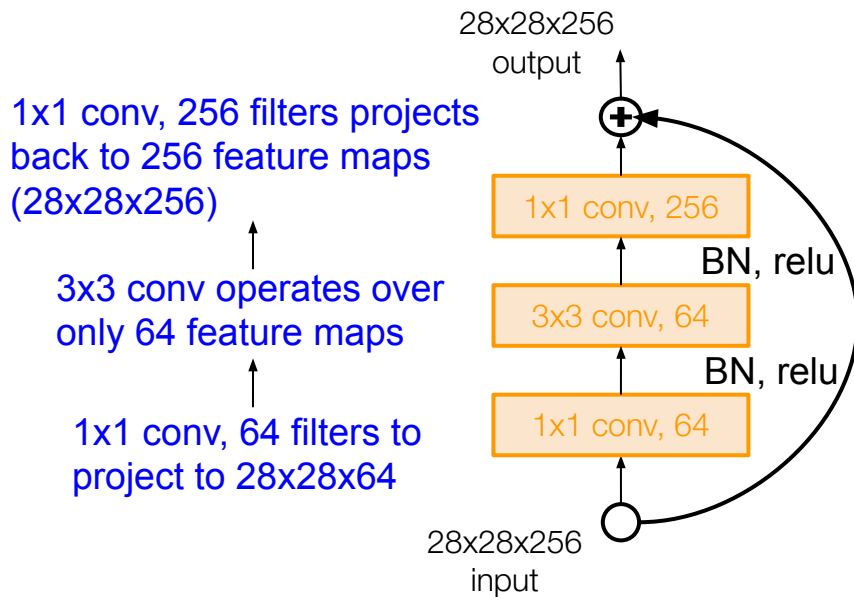 28x28x256
output
1x1 conv, 256 filters projects
back to 256 feature maps
(28x28x256)
3x3 conv operates over
only 64 feature maps
1x1 conv, 64 filters to
project to 28x28x64
1x1 conv, 256
BN, relu
3x3 conv, 64
BN, relu
1x1 conv, 64
28x28x256
input